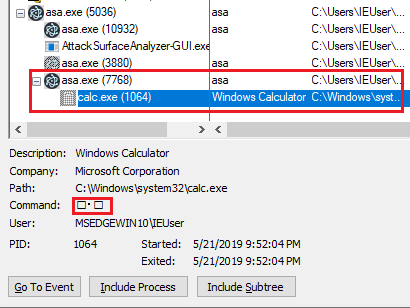 asa.exe (5036) asa C:\Users\IEUser\...
asa.exe (10932) asa C:\Users\IEUser\...
AttackSurfaceAnalyzer-GUI.exe
asa.exe (3880) asa C:\Users\IEUser\...
asa.exe (7768) asa C:\Users\IEUser\...
calc.exe (1064) Windows Calculator C:\Windows\syst...
Description: Windows Calculator
Company: Microsoft Corporation
Path: C:\Windows\system32\calc.exe
Command: □·□
User: MSEDGEWIN10\IEUser
PID: 1064 Started: 5/21/2019 9:52:04 PM
Exited: 5/21/2019 9:52:04 PM
Go To Event Include Process Include Subtree